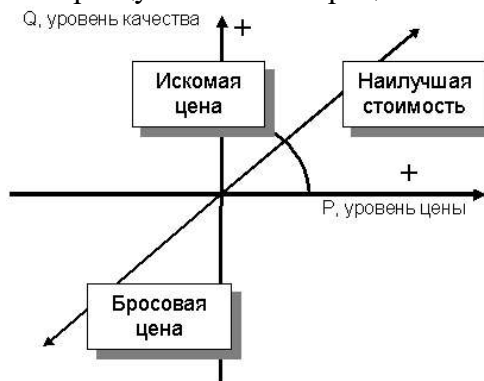 Q, уровень качества
+
Искомая
цена
Наилучшая
стоимость
+
P, уровень цены
Бросовая
цена